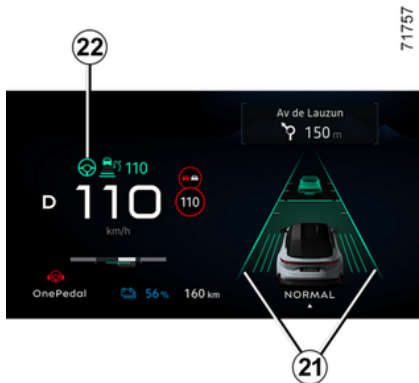 71757
22
Av de Lauzun
150 m
110
D
110
110
km/h
OnePedal
56 %
160 km
NORMAL
21